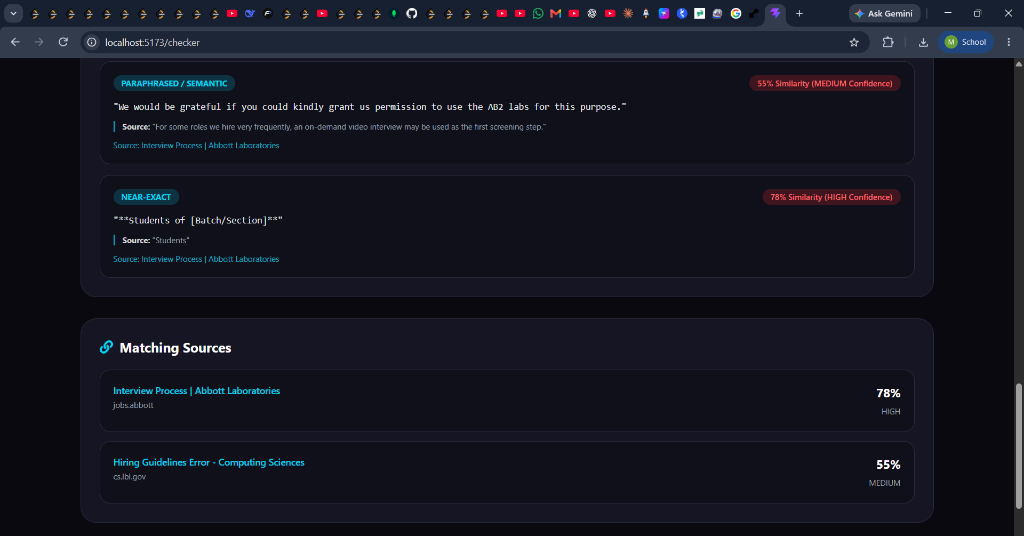 Ask Gemini
localhost:5173/checker
M School
PARAPHRASED / SEMANTIC
55% Similarity (MEDIUM Confidence)
"We would be grateful if you could kindly grant us permission to use the AB2 labs for this purpose."
Source: "For some roles we hire very frequently, an on-demand video interview may be used as the first screening step."
Source: Interview Process | Abbott Laboratories
NEAR-EXACT
78% Similarity (HIGH Confidence)
"**Students of [Batch/Section]**"
Source: "Students"
Source: Interview Process | Abbott Laboratories
Matching Sources
Interview Process | Abbott Laboratories
78%
jobs.abbott
HIGH
Hiring Guidelines Error - Computing Sciences
55%
cs.lbl.gov
MEDIUM